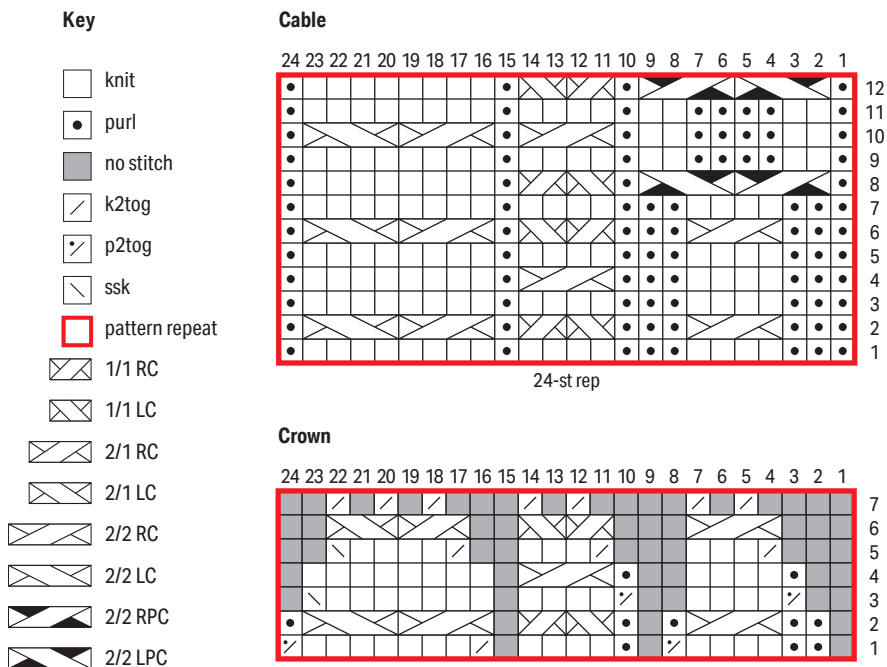 Key
knit
purl
no stitch
k2tog
p2tog
ssk
pattern repeat
1/1 RC
1/1 LC
2/1 RC
2/1 LC
2/2 RC
2/2 LC
2/2 RPC
2/2 LPC
Cable
24 23 22 21 20 19 18 17 16 15 14 13 12 11 10 9 8 7 6 5 4 3 2 1
12
11
10
9
8
7
6
5
4
3
2
1
24-st rep
Crown
24 23 22 21 20 19 18 17 16 15 14 13 12 11 10 9 8 7 6 5 4 3 2 1
7
6
5
4
3
2
1